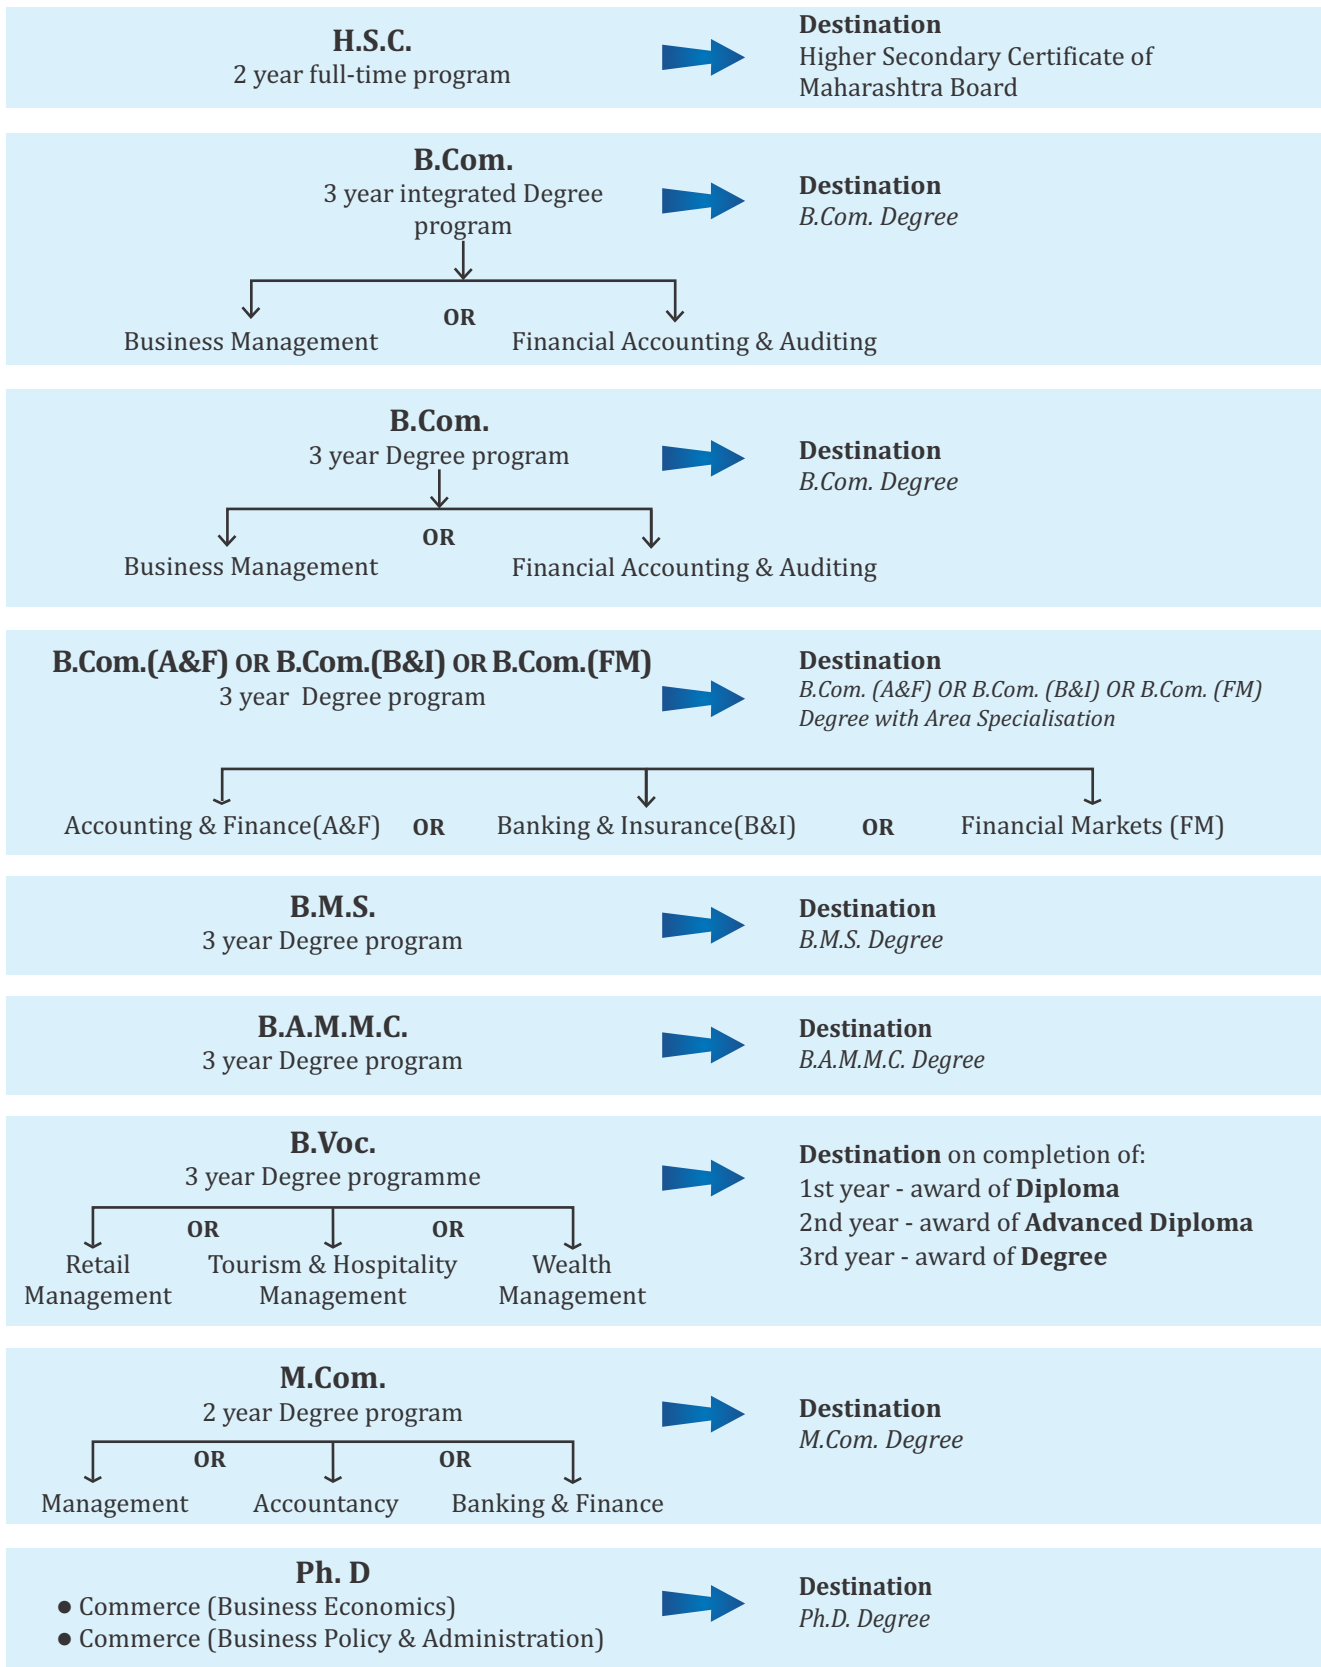 H.S.C.
2 year full-time program
Destination
Higher Secondary Certificate of
Maharashtra Board
B.Com.
3 year integrated Degree
program
Destination
B.Com. Degree
OR
Business Management
Financial Accounting & Auditing
B.Com.
3 year Degree program
Destination
B.Com. Degree
OR
Business Management
Financial Accounting & Auditing
B.Com.(A&F) OR B.Com.(B&I) OR B.Com.(FM)
3 year  Degree program
Destination
B.Com. (A&F) OR B.Com. (B&I) OR B.Com. (FM)
Degree with Area Specialisation
Accounting & Finance(A&F) OR Banking & Insurance(B&I) OR Financial Markets (FM)
B.M.S.
3 year Degree program
Destination
B.M.S. Degree
B.A.M.M.C.
3 year Degree program
Destination
B.A.M.M.C. Degree
B.Voc.
3 year Degree programme
OR OR
Retail
Management
Tourism & Hospitality
Management
Wealth
Management
Destination on completion of:
1st year - award of Diploma
2nd year - award of Advanced Diploma
3rd year - award of Degree
M.Com.
2 year Degree program
OR OR
Management Accountancy Banking & Finance
Destination
M.Com. Degree
Ph. D
● Commerce (Business Economics)
● Commerce (Business Policy & Administration)
Destination
Ph.D. Degree